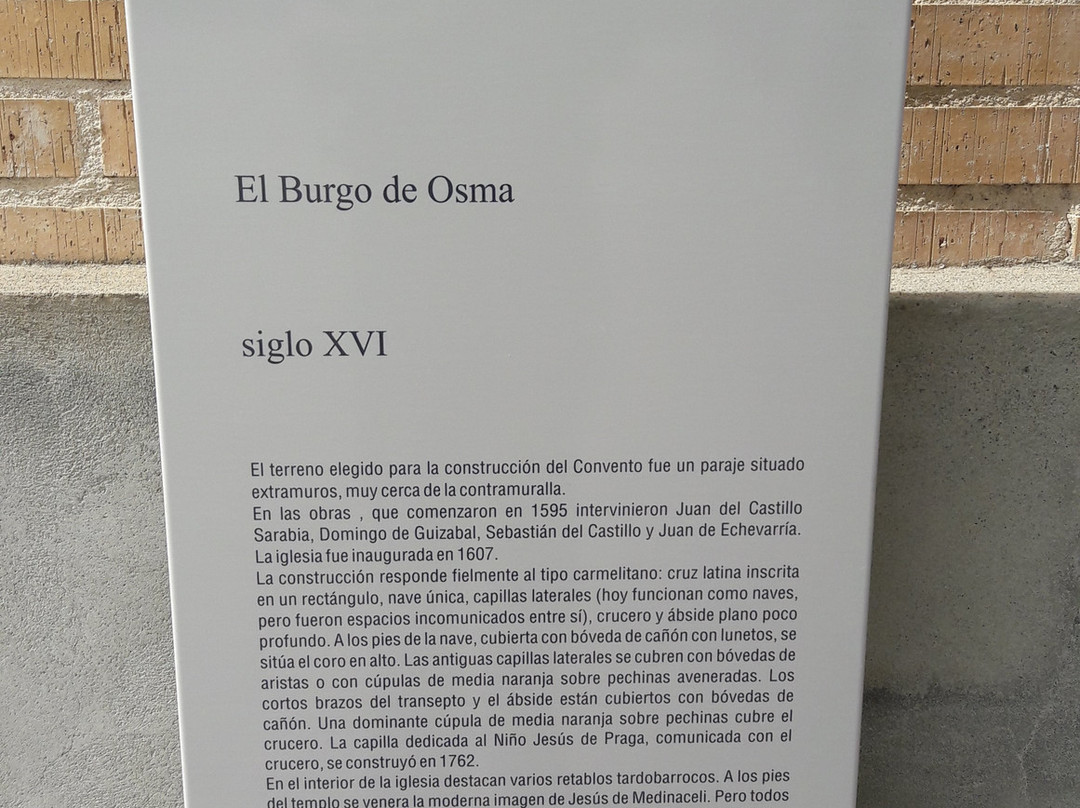 El Burgo de Osma
siglo XVI
El terreno elegido para la construcción del Convento fue un paraje situado
extramuros, muy cerca de la contramuralla.
En las obras , que comenzaron en 1595 intervinieron Juan del Castillo
Sarabia, Domingo de Guizabal, Sebastián del Castillo y Juan de Echevarría.
La iglesia fue inaugurada en 1607.
La construcción responde fielmente al tipo carmelitano: cruz latina inscrita
en un rectángulo, nave única, capillas laterales (hoy funcionan como naves,
pero fueron espacios incomunicados entre sí), crucero y ábside plano poco
profundo. A los pies de la nave, cubierta con bóveda de cañón con lunetos, se
sitúa el coro en alto. Las antiguas capillas laterales se cubren con bóvedas de
aristas o con cúpulas de media naranja sobre pechinas aveneradas. Los
cortos brazos del transepto y el ábside están cubiertos con bóvedas de
cañón. Una dominante cúpula de media naranja sobre pechinas cubre el
crucero. La capilla dedicada al Niño Jesús de Praga, comunicada con el
crucero, se construyó en 1762.
En el interior de la iglesia destacan varios retablos tardobarrocos. A los pies
del templo se venera la moderna imagen de Jesús de Medinaceli. Pero todos